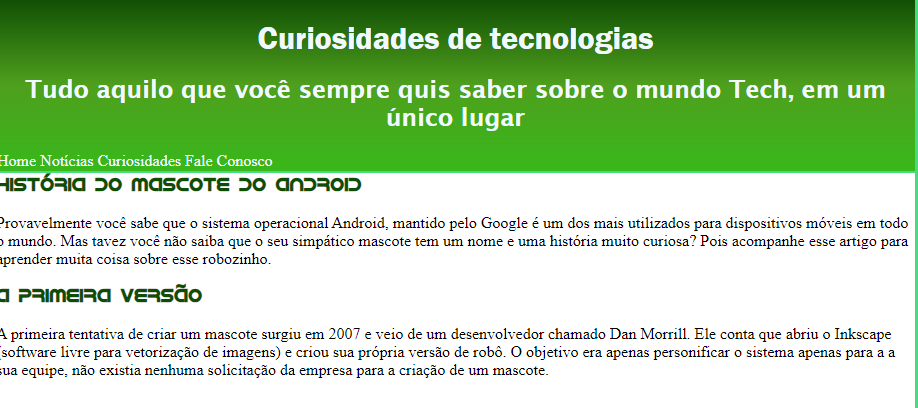 Curiosidades de tecnologias
Tudo aquilo que você sempre quis saber sobre o mundo Tech, em um
único lugar
Home Notícias Curiosidades Fale Conosco
História do Mascote do Android
Provavelmente você sabe que o sistema operacional Android, mantido pelo Google é um dos mais utilizados para dispositivos móveis em todo
o mundo. Mas tavez você não saiba que o seu simpático mascote tem um nome e uma história muito curiosa? Pois acompanhe esse artigo para
aprender muita coisa sobre esse robozinho.
A primeira versão
A primeira tentativa de criar um mascote surgiu em 2007 e veio de um desenvolvedor chamado Dan Morrill. Ele conta que abriu o Inkscape
(software livre para vetorização de imagens) e criou sua própria versão de robô. O objetivo era apenas personificar o sistema apenas para a a
sua equipe, não existia nenhuma solicitação da empresa para a criação de um mascote.